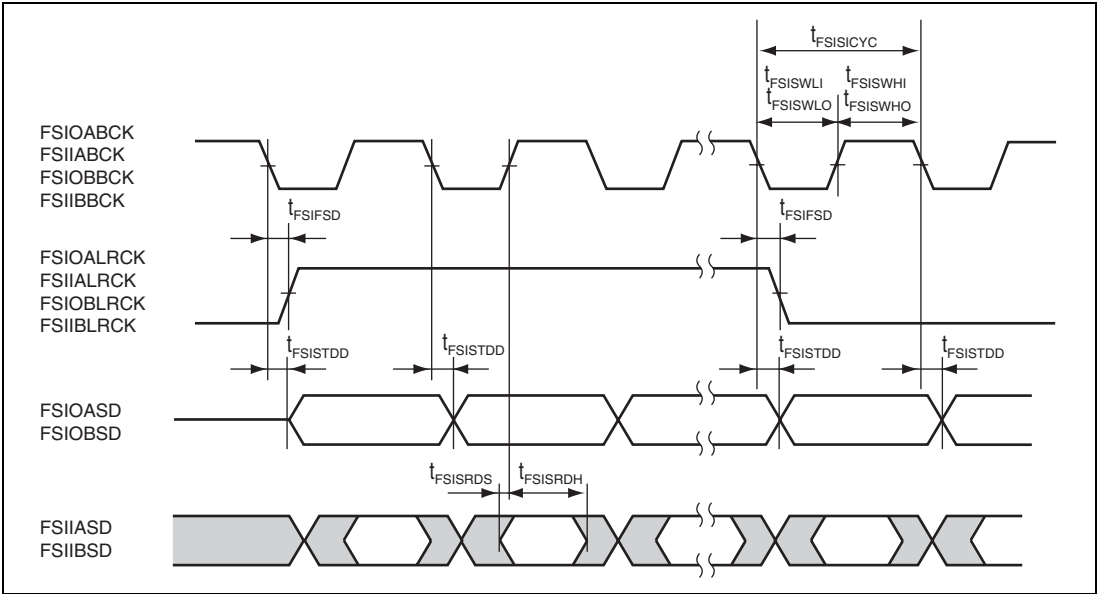 tFSISICYC
tFSISWLI tFSISWHI
tFSISWLO tFSISWHO
FSIOABCK
FSIIABCK
FSIOBBCK
FSIIBBCK
tFSIFSD tFSIFSD
FSIOALRCK
FSIIALRCK
FSIOBLRCK
FSIIBLRCK
tFSISTDD tFSISTDD tFSISTDD tFSISTDD
FSIOASD
FSIOBSD
tFSISRDS tFSISRDH
FSIIASD
FSIIBSD